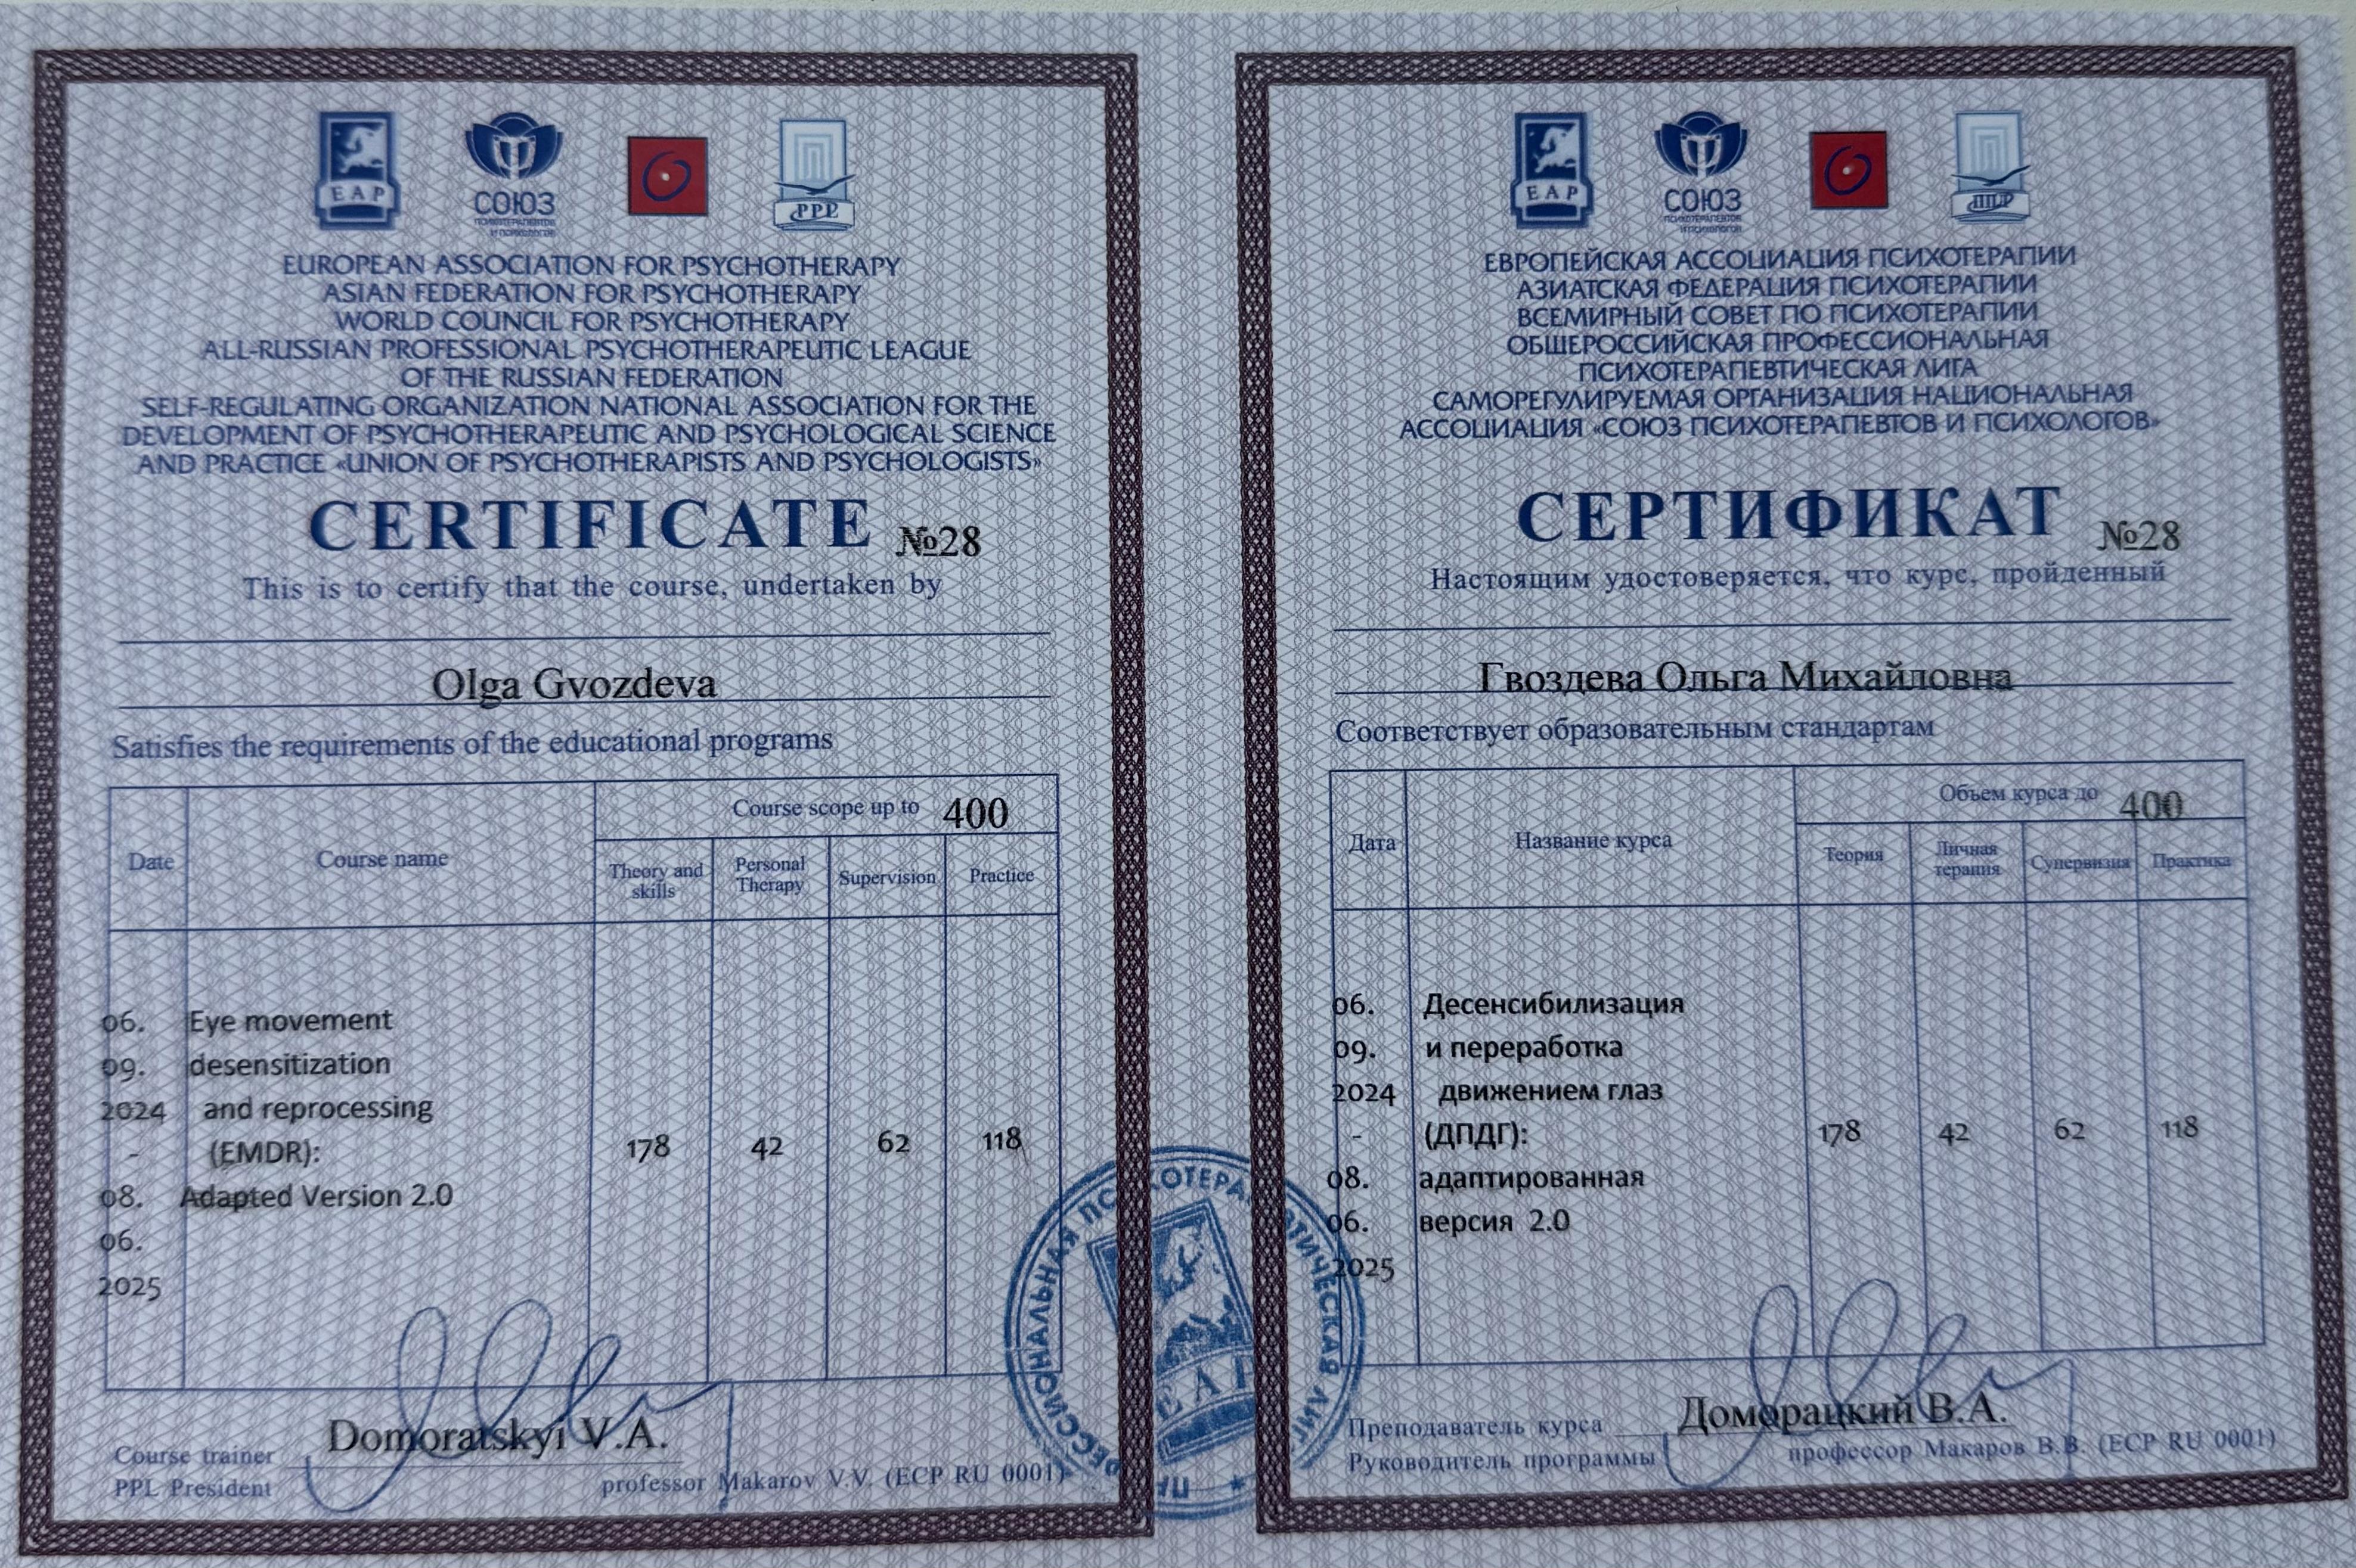 EAP
СОЮЗ
ПСИХОТЕРАПЕВТОВ
И ПСИХОЛОГОВ
PPL
EUROPEAN ASSOCIATION FOR PSYCHOTHERAPY
ASIAN FEDERATION FOR PSYCHOTHERAPY
WORLD COUNCIL FOR PSYCHOTHERAPY
ALL-RUSSIAN PROFESSIONAL PSYCHOTHERAPEUTIC LEAGUE
OF THE RUSSIAN FEDERATION
SELF-REGULATING ORGANIZATION NATIONAL ASSOCIATION FOR THE
DEVELOPMENT OF PSYCHOTHERAPEUTIC AND PSYCHOLOGICAL SCIENCE
AND PRACTICE «UNION OF PSYCHOTHERAPISTS AND PSYCHOLOGISTS»
CERTIFICATE №28
This is to certify that the course, undertaken by
Olga Gvozdeva
Satisfies the requirements of the educational programs
Course scope up to 400
Date
Course name
Theory and
skills
Personal
Therapy
Supervision
Practice
06.
09.
2024
-
08.
06.
2025
Eye movement
desensitization
and reprocessing
(EMDR):
Adapted Version 2.0
178
42
62
118
Domoratskyi V.A.
Course trainer
PPL President
professor Makarov V.V. (ECP RU 0001)
EAP
СОЮЗ
ПСИХОТЕРАПЕВТОВ
И ПСИХОЛОГОВ
ППЛ
ЕВРОПЕЙСКАЯ АССОЦИАЦИЯ ПСИХОТЕРАПИИ
АЗИАТСКАЯ ФЕДЕРАЦИЯ ПСИХОТЕРАПИИ
ВСЕМИРНЫЙ СОВЕТ ПО ПСИХОТЕРАПИИ
ОБЩЕРОССИЙСКАЯ ПРОФЕССИОНАЛЬНАЯ
ПСИХОТЕРАПЕВТИЧЕСКАЯ ЛИГА
САМОРЕГУЛИРУЕМАЯ ОРГАНИЗАЦИЯ НАЦИОНАЛЬНАЯ
АССОЦИАЦИЯ «СОЮЗ ПСИХОТЕРАПЕВТОВ И ПСИХОЛОГОВ»
СЕРТИФИКАТ №28
Настоящим удостоверяется, что курс, пройденный
Гвоздева Ольга Михайловна
Соответствует образовательным стандартам
Объем курса до 400
Дата
Название курса
Теория
Личная
терапия
Супервизия
Практика
06.
09.
2024
-
08.
06.
2025
Десенсибилизация
и переработка
движением глаз
(ДПДГ):
адаптированная
версия 2.0
178
42
62
118
Преподаватель курса Доморацкий В.А.
Руководитель программы профессор Макаров В.В. (ECP RU 0001)